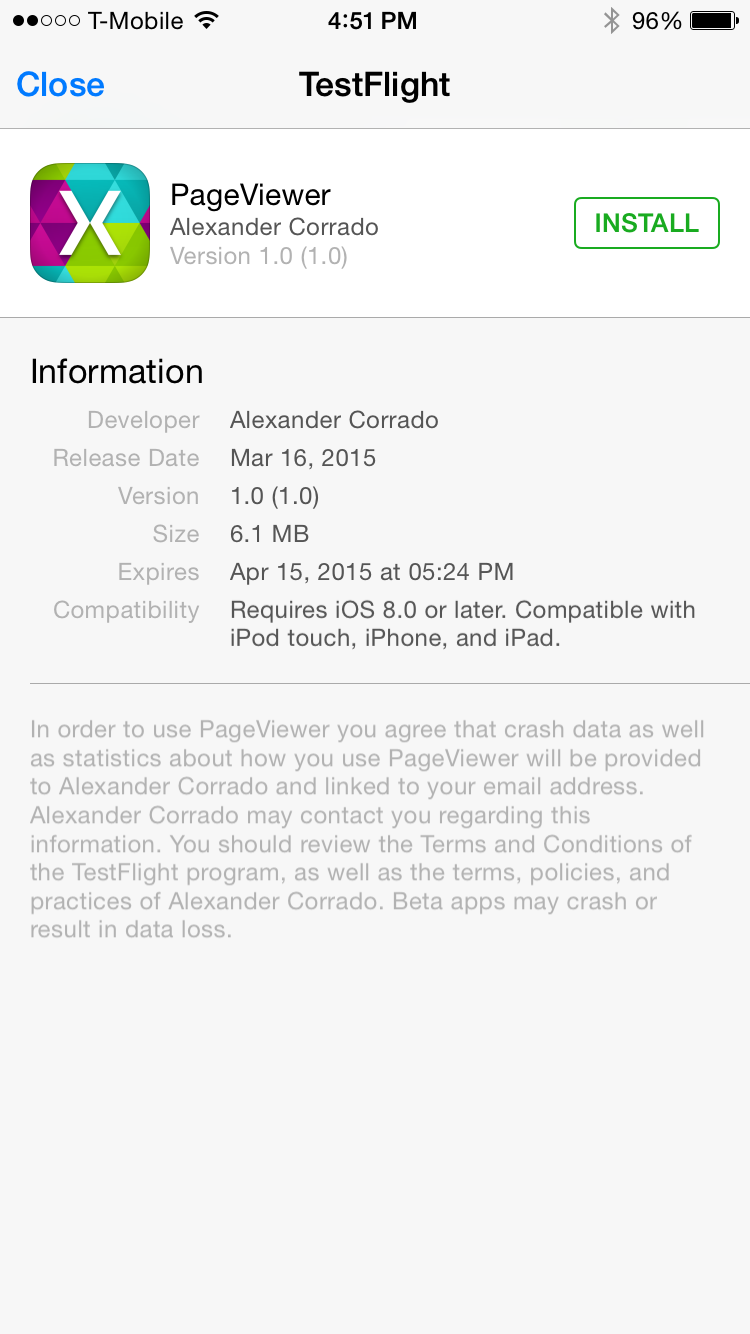 T-Mobile 4:51 PM 96%
Close TestFlight
X
PageViewer
Alexander Corrado
Version 1.0 (1.0)
INSTALL
Information
Developer Alexander Corrado
Release Date Mar 16, 2015
Version 1.0 (1.0)
Size 6.1 MB
Expires Apr 15, 2015 at 05:24 PM
Compatibility Requires iOS 8.0 or later. Compatible with
iPod touch, iPhone, and iPad.
In order to use PageViewer you agree that crash data as well
as statistics about how you use PageViewer will be provided
to Alexander Corrado and linked to your email address.
Alexander Corrado may contact you regarding this
information. You should review the Terms and Conditions of
the TestFlight program, as well as the terms, policies, and
practices of Alexander Corrado. Beta apps may crash or
result in data loss.